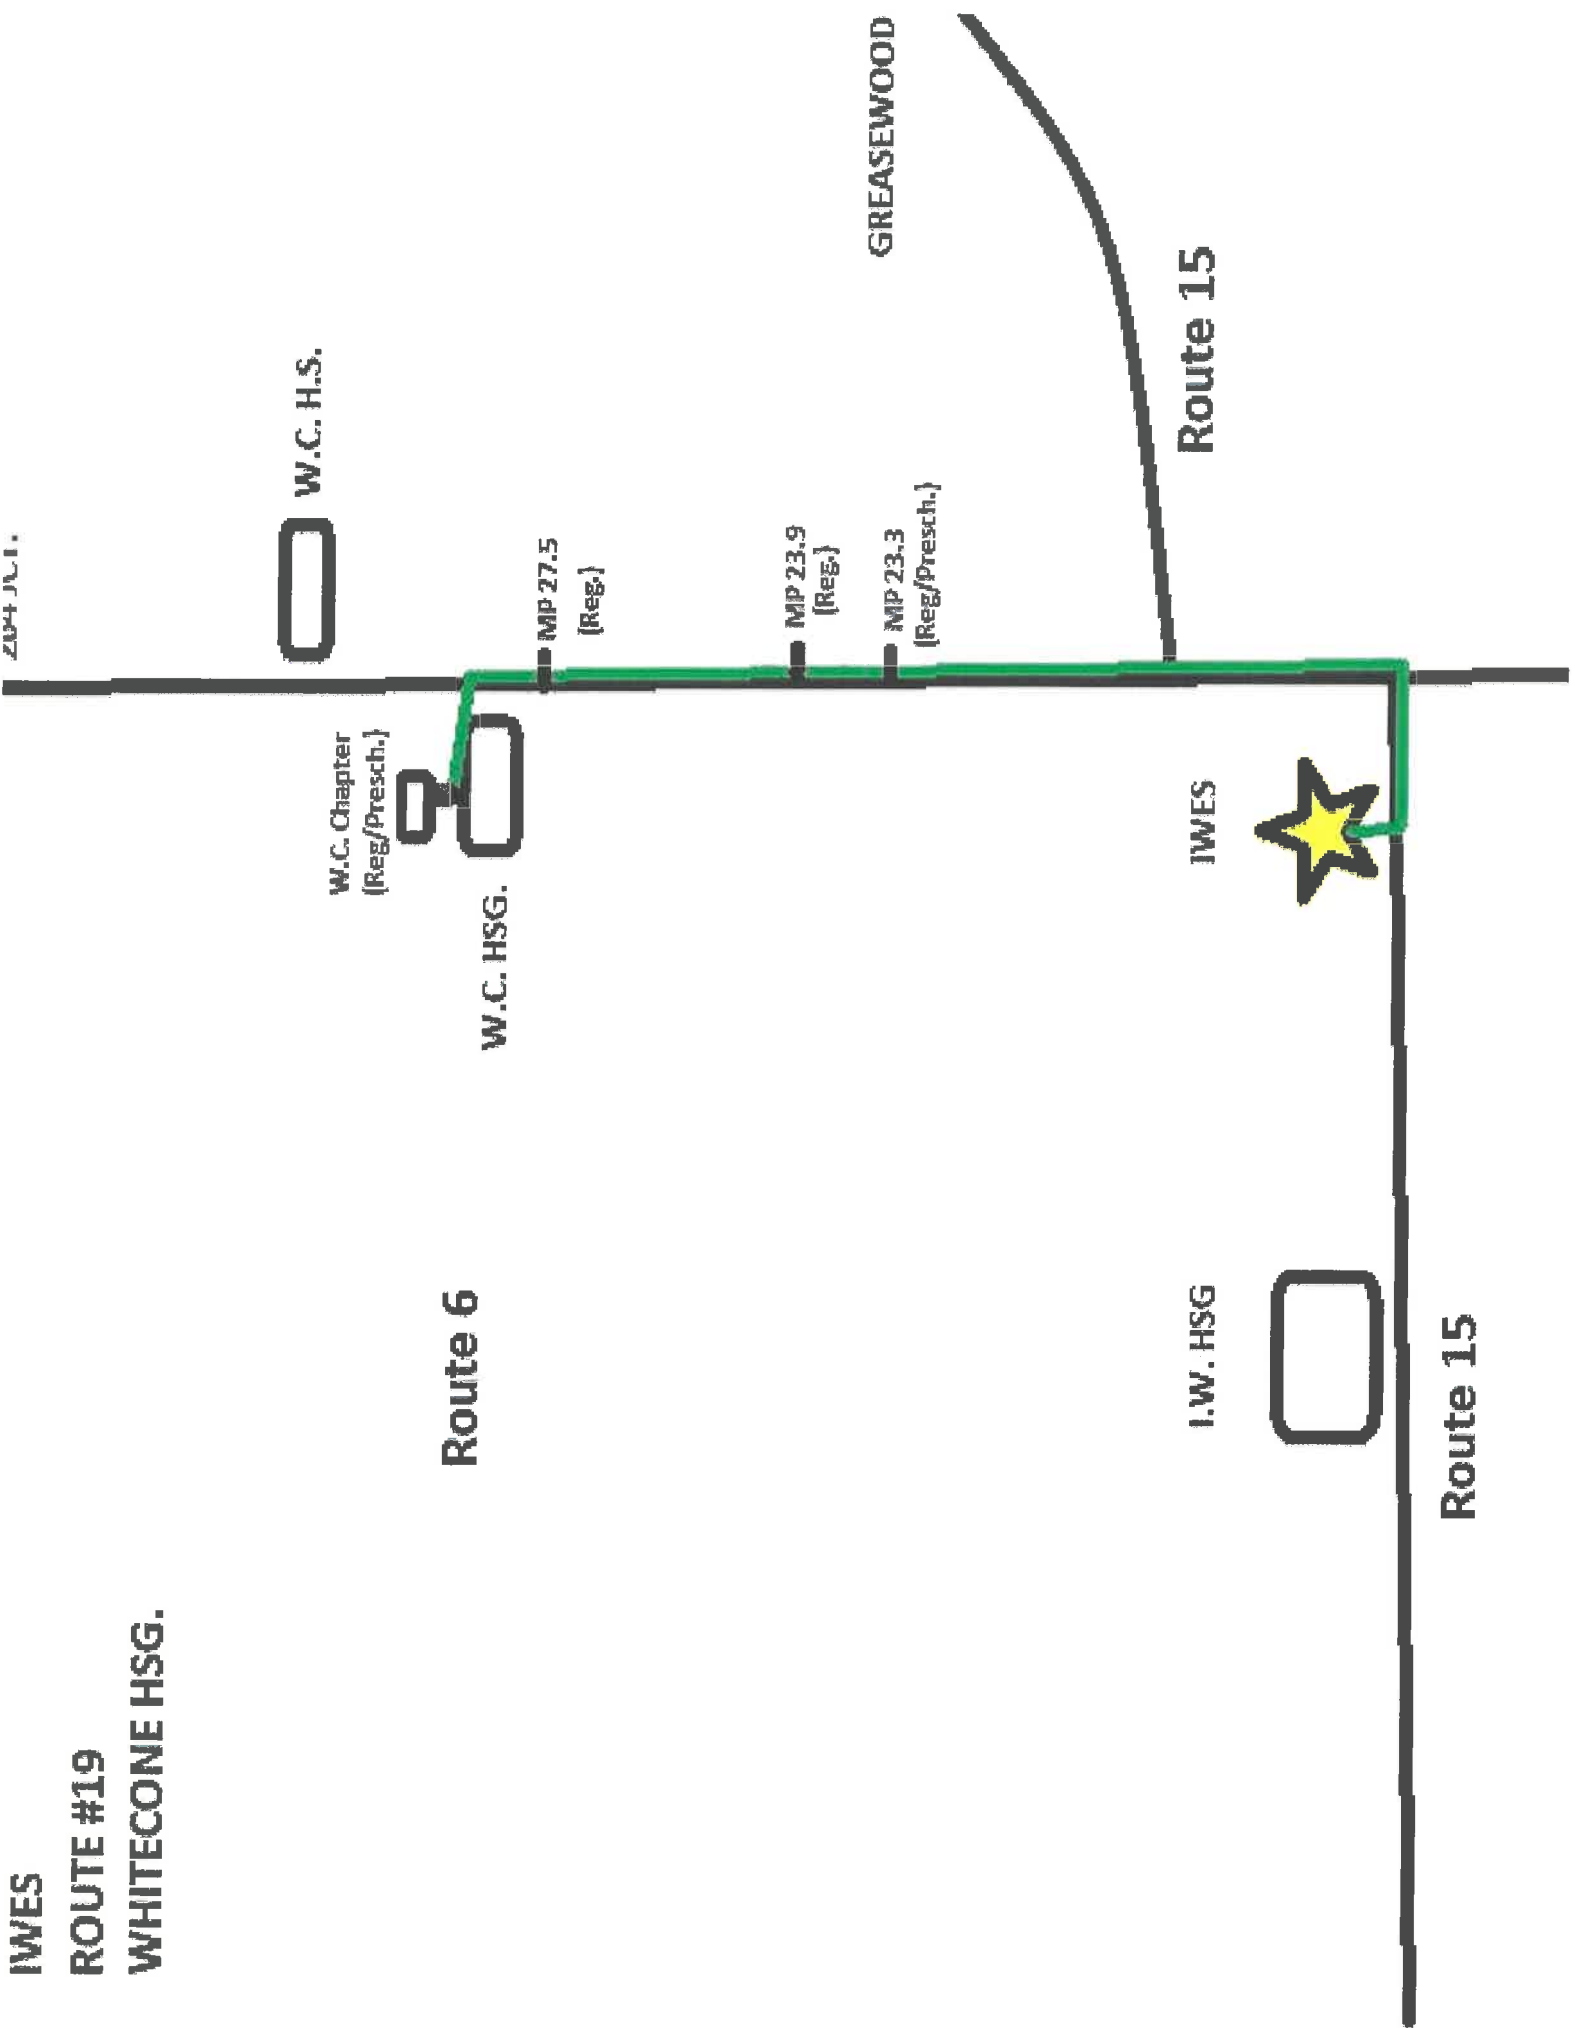 IWES
ROUTE #19
WHITECONE HSG.
Route 6
W.C. Chapter
(Reg/Presch.)
W.C. HSG.
W.C. H.S.
MP 27.5
(Reg.)
MP 23.9
(Reg.)
MP 23.3
(Reg/Presch.)
GREASEWOOD
Route 15
IWES
I.W. HSG
Route 15